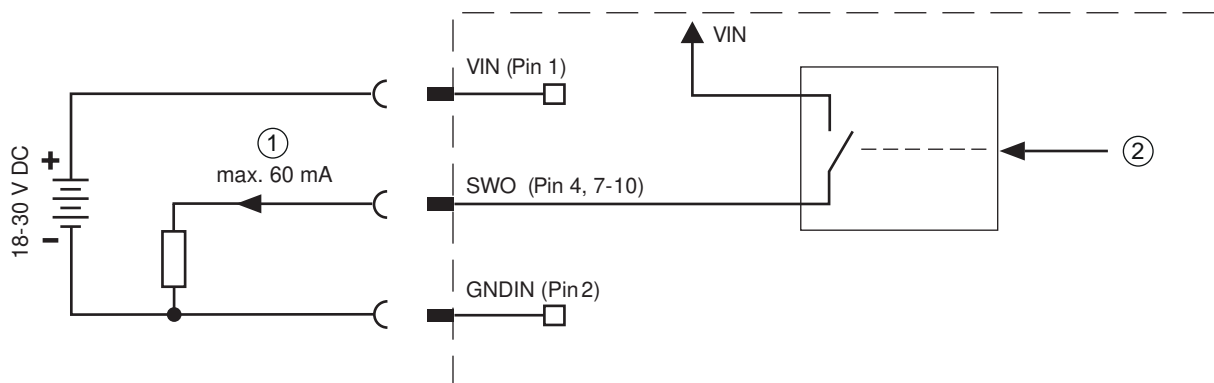 VIN
VIN (Pin 1)
①
max. 60 mA
②
18-30 V DC
+
−
SWO (Pin 4, 7-10)
GNDIN (Pin 2)